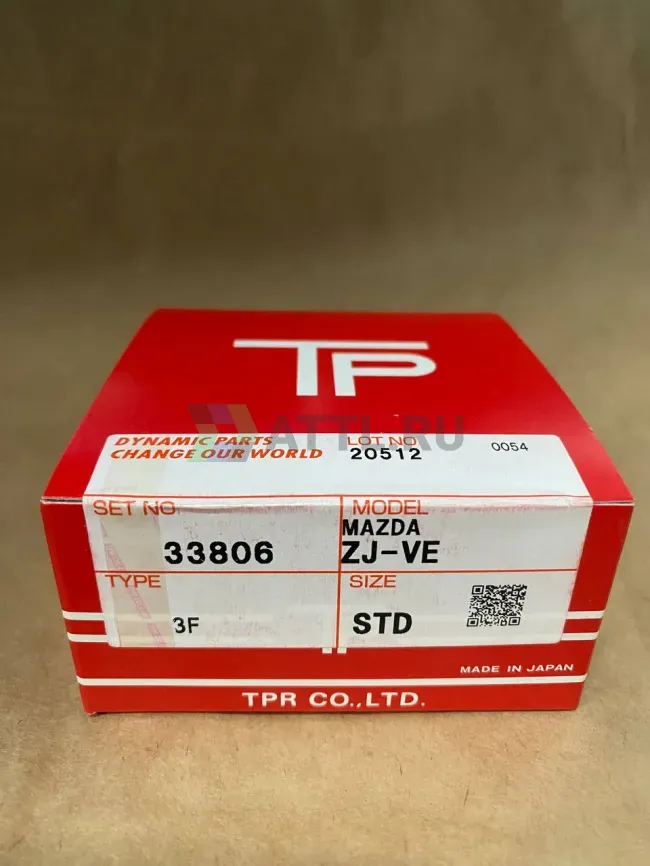 TP
ATTI.RU
DYNAMIC PARTS
CHANGE OUR WORLD
LOT NO
20512
0054
SET NO.
33806
MODEL
MAZDA
ZJ-VE
TYPE
3F
SIZE
STD
MADE IN JAPAN
TPR CO.,LTD.